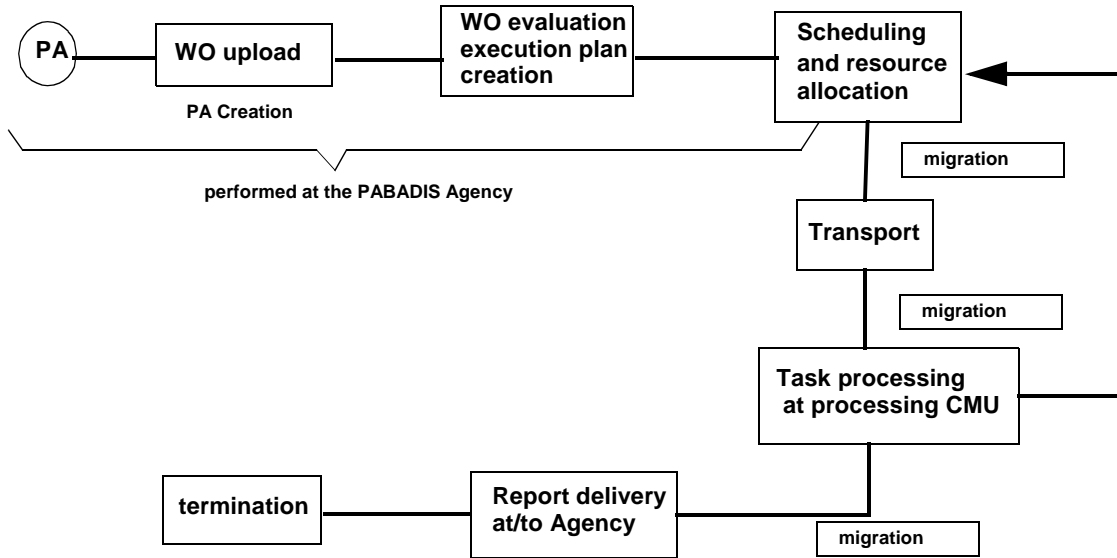 PA
WO upload
WO evaluation
execution plan
creation
Scheduling
and resource
allocation
PA Creation
performed at the PABADIS Agency
migration
Transport
migration
Task processing
at processing CMU
migration
Report delivery
at/to Agency
termination